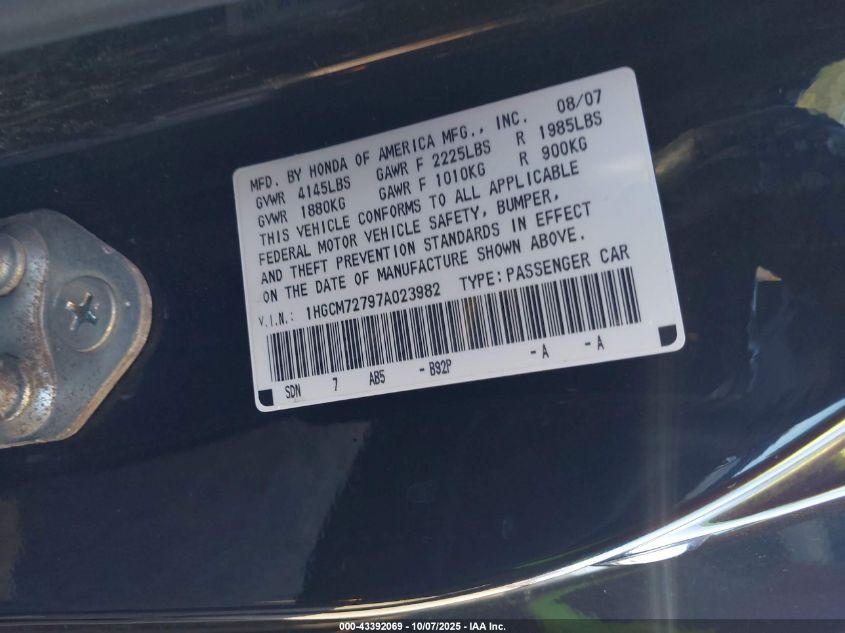 08/07
MFD. BY HONDA OF AMERICA MFG., INC.
GVWR 4145LBS GAWR F 2225LBS R 1985LBS
GVWR 1880KG GAWR F 1010KG R 900KG
THIS VEHICLE CONFORMS TO ALL APPLICABLE
FEDERAL MOTOR VEHICLE SAFETY, BUMPER,
AND THEFT PREVENTION STANDARDS IN EFFECT
ON THE DATE OF MANUFACTURE SHOWN ABOVE.
V.I.N.: 1HGCM72797A023982 TYPE:PASSENGER CAR
SDN 7 AB5 -B92P -A -A
000-43392069 - 10/07/2025 - IAA Inc.